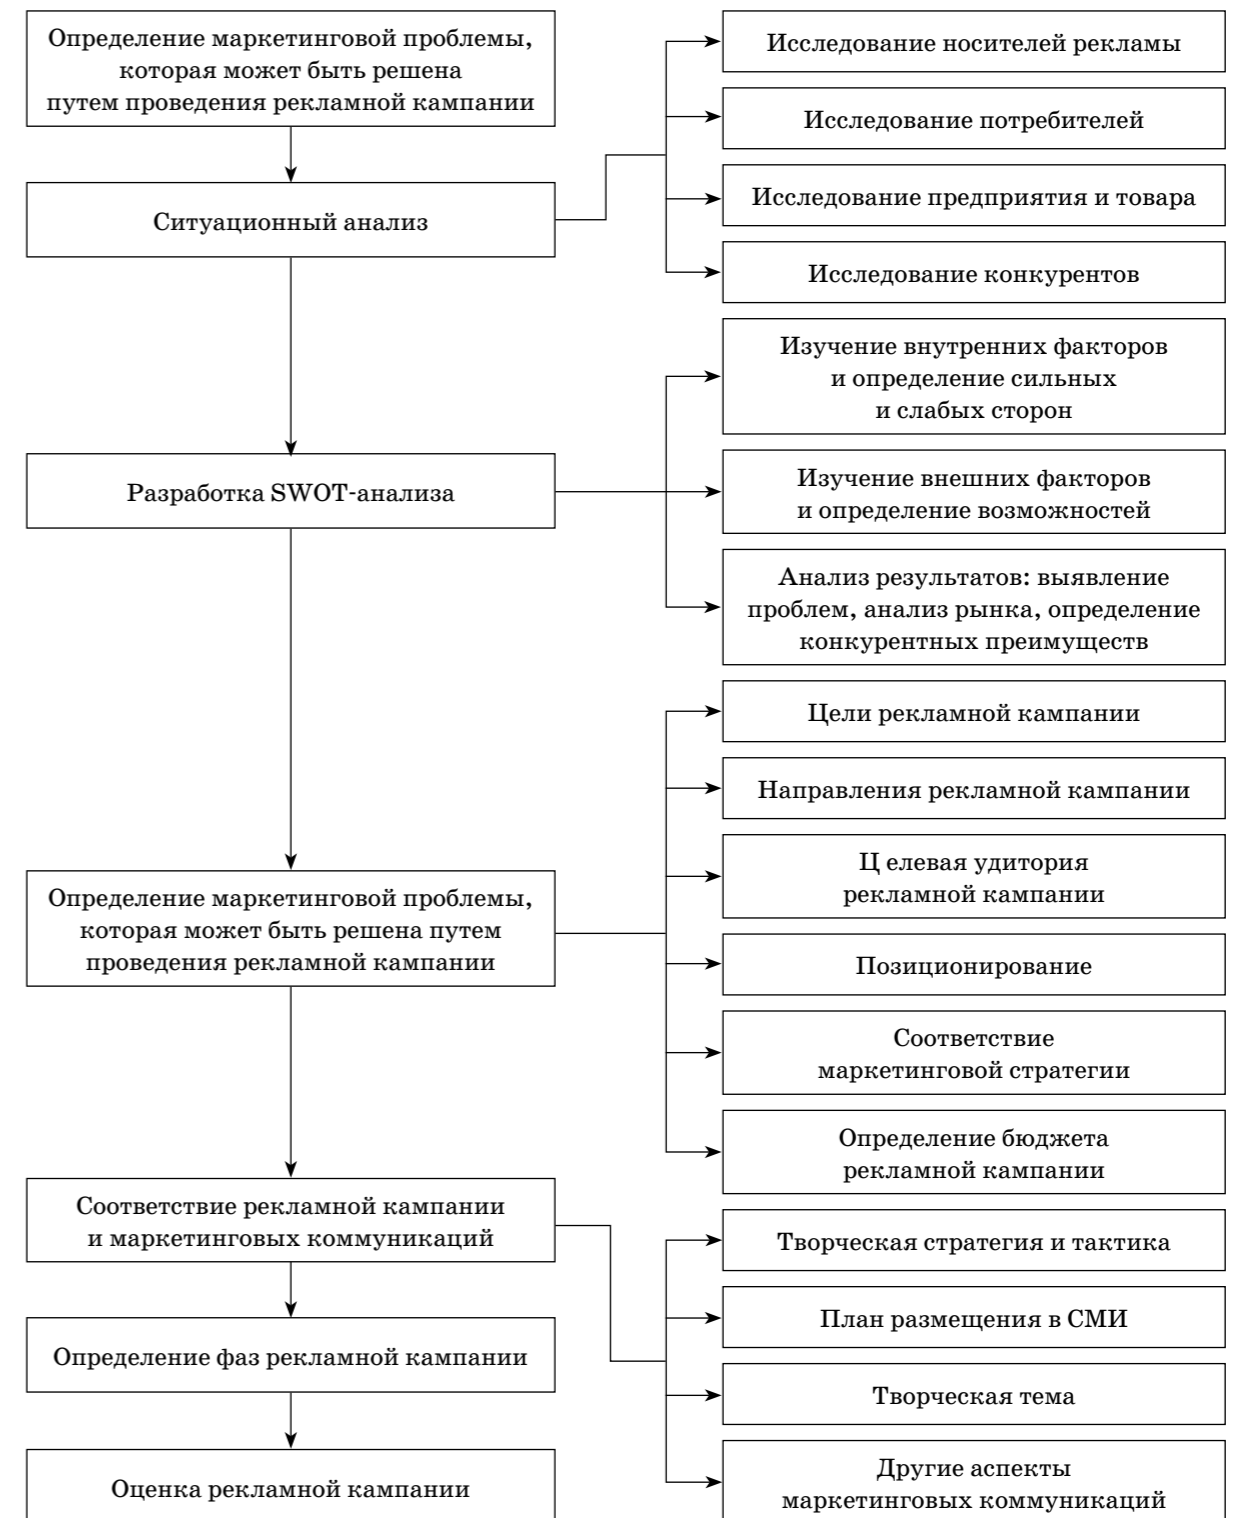 Определение маркетинговой проблемы,
которая может быть решена
путем проведения рекламной кампании
Ситуационный анализ
Исследование носителей рекламы
Исследование потребителей
Исследование предприятия и товара
Исследование конкурентов
Разработка SWOT-анализа
Изучение внутренних факторов
и определение сильных
и слабых сторон
Изучение внешних факторов
и определение возможностей
Анализ результатов: выявление
проблем, анализ рынка, определение
конкурентных преимуществ
Определение маркетинговой проблемы,
которая может быть решена путем
проведения рекламной кампании
Цели рекламной кампании
Направления рекламной кампании
Ц елевая удитория
рекламной кампании
Позиционирование
Соответствие
маркетинговой стратегии
Определение бюджета
рекламной кампании
Соответствие рекламной кампании
и маркетинговых коммуникаций
Творческая стратегия и тактика
План размещения в СМИ
Творческая тема
Другие аспекты
маркетинговых коммуникаций
Определение фаз рекламной кампании
Оценка рекламной кампании